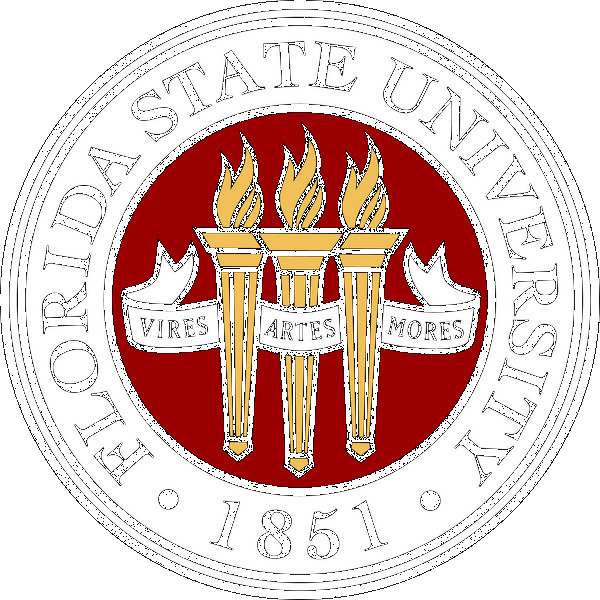 FLORIDA STATE UNIVERSITY
VIRES ARTES MORES
1851